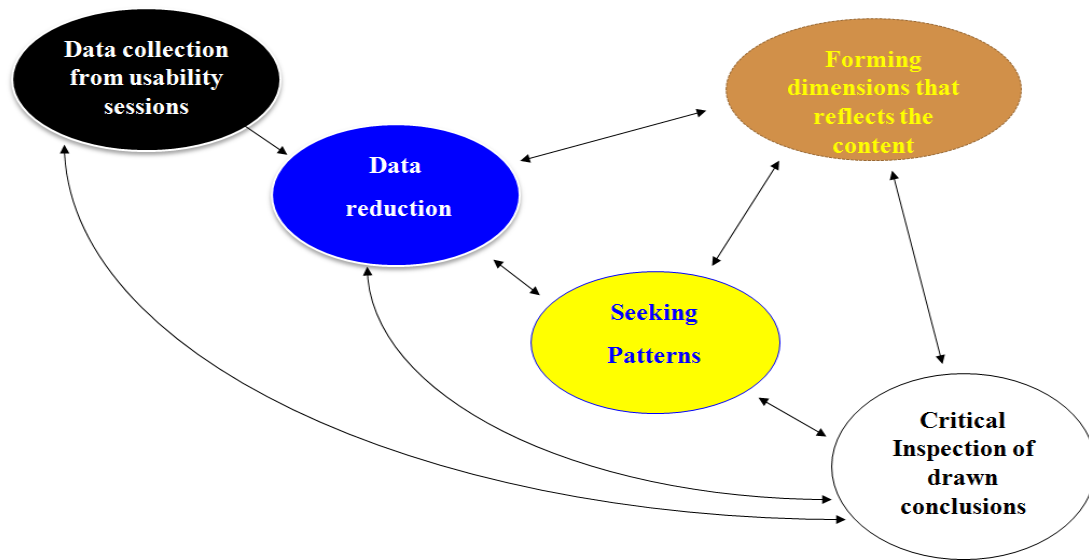 Data collection
from usability
sessions
Forming
dimensions that
reflects the
content
Data
reduction
Seeking
Patterns
Critical
Inspection of
drawn
conclusions